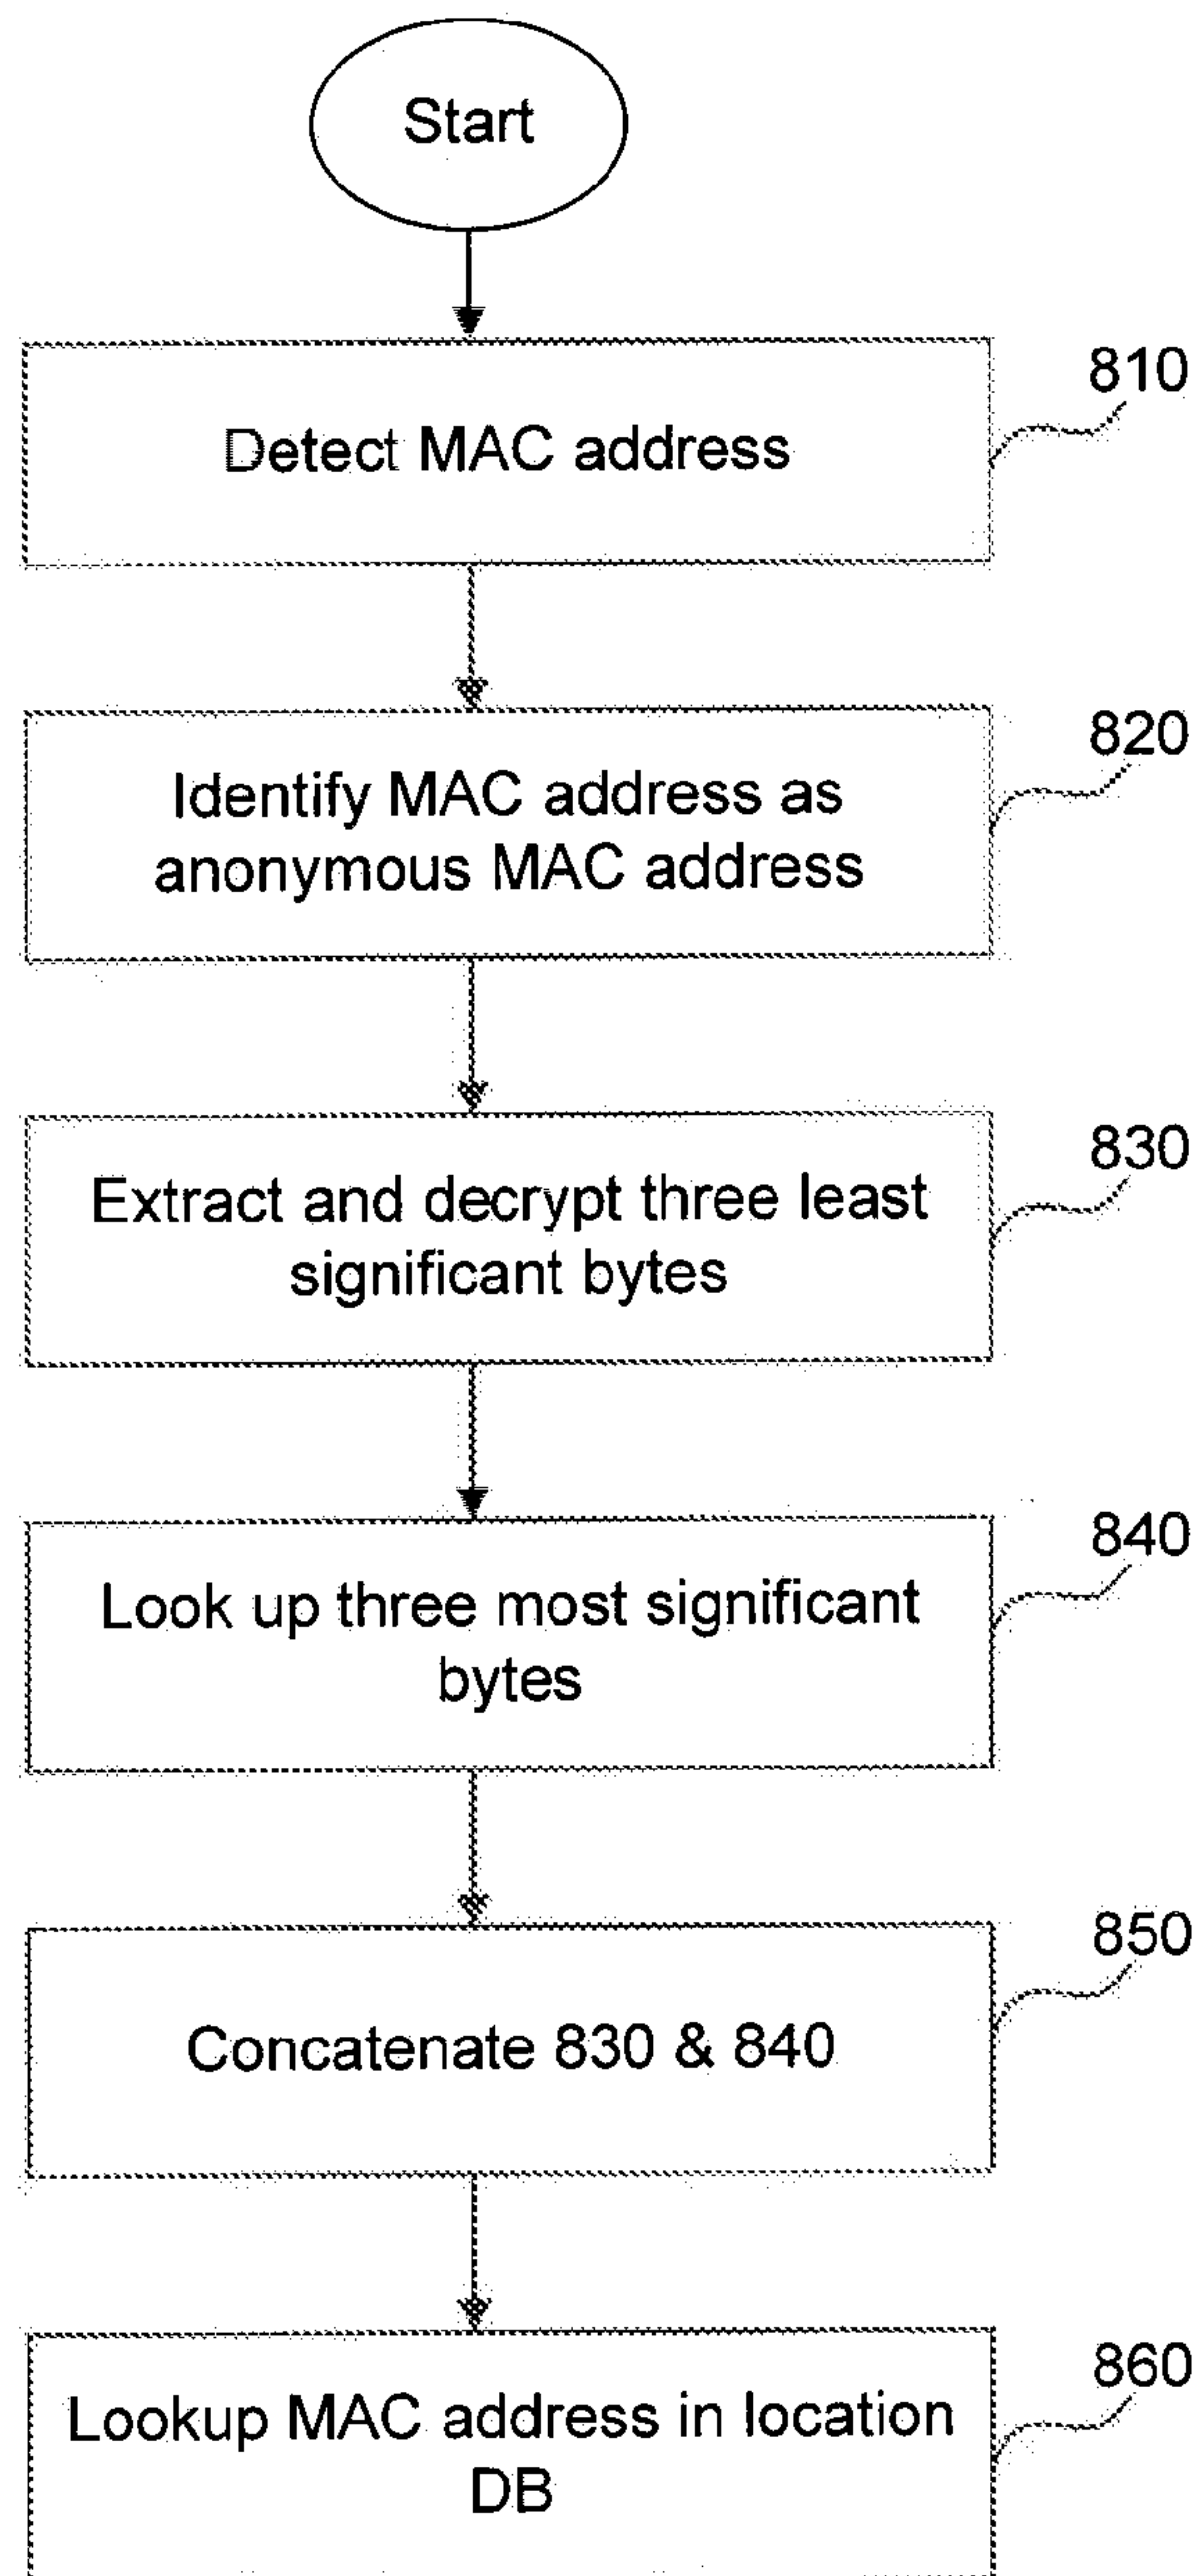 Start
810
Detect MAC address
820
Identify MAC address as
anonymous MAC address
830
Extract and decrypt three least
significant bytes
840
Look up three most significant
bytes
850
Concatenate 830 & 840
860
Lookup MAC address in location
DB